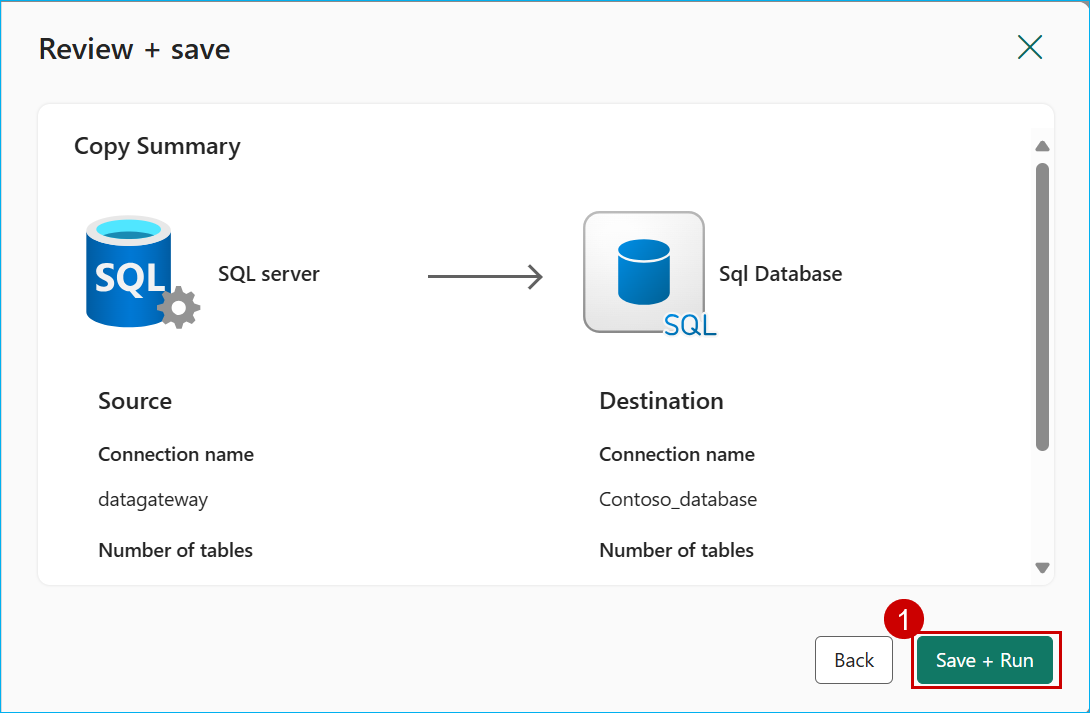 Review + save
Copy Summary
SQL
SQL server
Sql Database
SQL
Source
Destination
Connection name
Connection name
datagateway
Contoso_database
Number of tables
Number of tables
1
Back
Save + Run